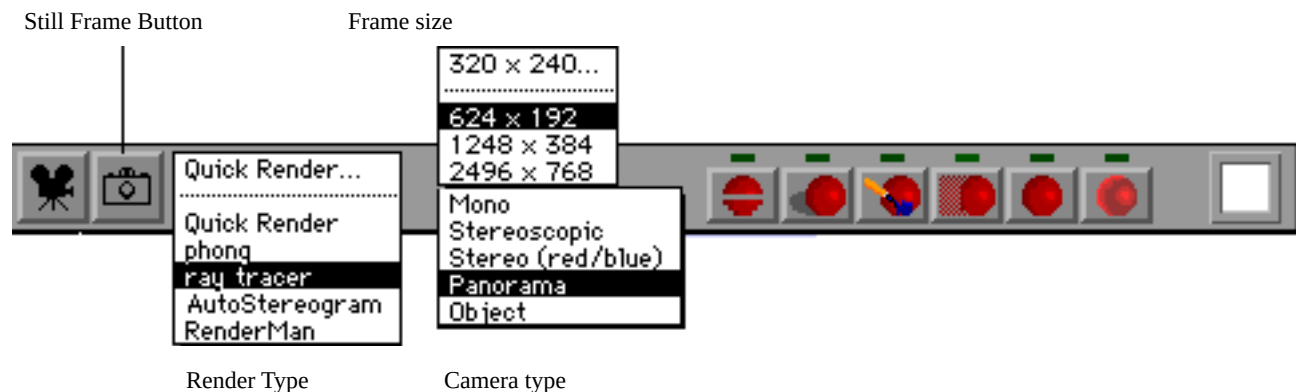 Still Frame Button
Frame size
320 x 240...
624 x 192
1248 x 384
2496 x 768
Quick Render...
Quick Render
phong
ray tracer
AutoStereogram
RenderMan
Mono
Stereoscopic
Stereo (red/blue)
Panorama
Object
Render Type
Camera type